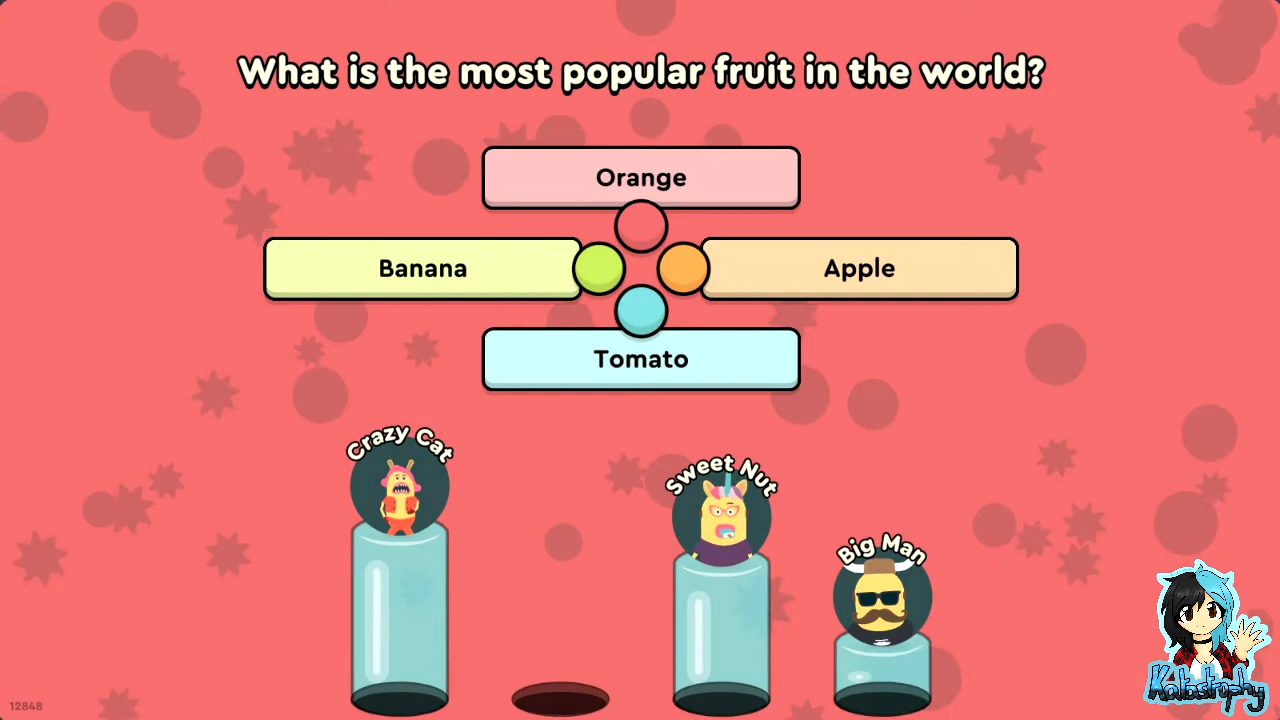 What is the most popular fruit in the world?
Orange
Banana
Apple
Tomato
Crazy Cat
Sweet Nut
Big Man
12848
Kolostrophy